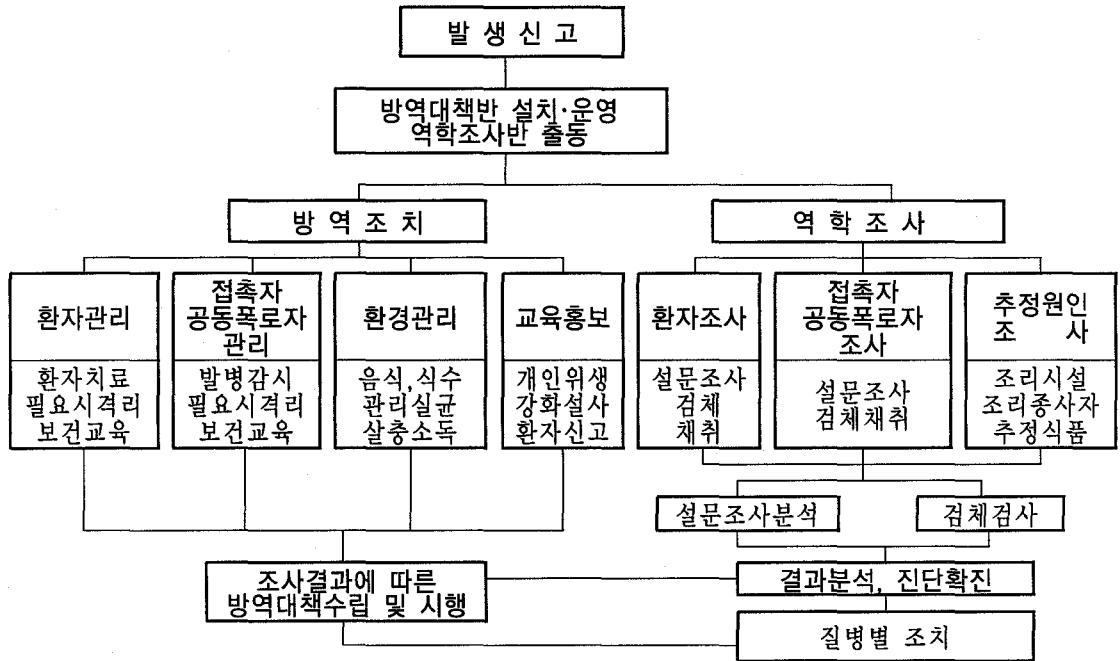 발 생 신 고
방역대책반 설치·운영
역학조사반 출동
방 역 조 치
역 학 조 사
환자관리
환자치료
필요시격리
보건교육
접촉자
공동폭로자
관리
발병감시
필요시격리
보건교육
환경관리
음식,식수
관리실균
살충소독
교육홍보
개인위생
강화설사
환자신고
환자조사
설문조사
검체
채취
접촉자
공동폭로자
조사
설문조사
검체채취
추정원인
조 사
조리시설
조리종사자
추정식품
설문조사분석
검체검사
조사결과에 따른
방역대책수립 및 시행
결과분석, 진단확진
질병별 조치